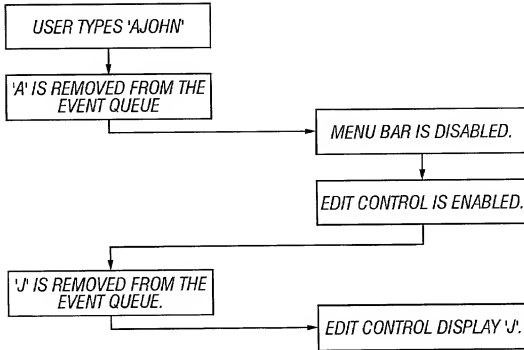 USER TYPES 'AJOHN'
'A' IS REMOVED FROM THE
EVENT QUEUE
MENU BAR IS DISABLED.
EDIT CONTROL IS ENABLED.
'J' IS REMOVED FROM THE
EVENT QUEUE.
EDIT CONTROL DISPLAY 'J'.